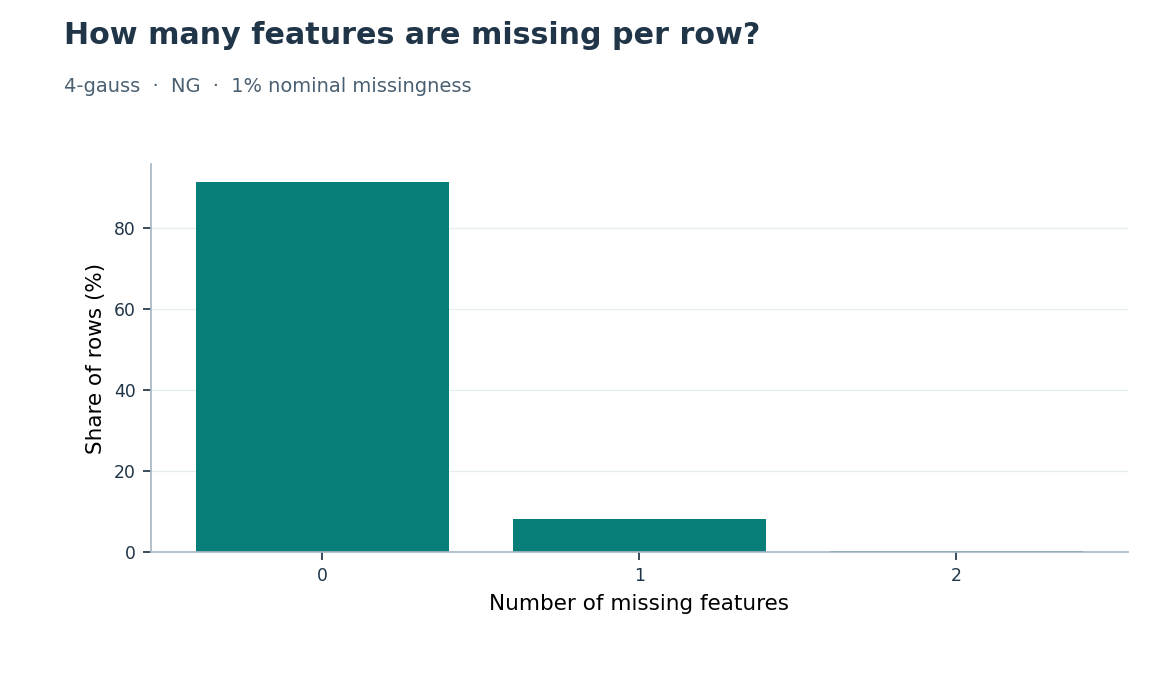 How many features are missing per row?
4-gauss · NG · 1% nominal missingness
80
60
40
20
0
Share of rows (%)
0 1 2
Number of missing features